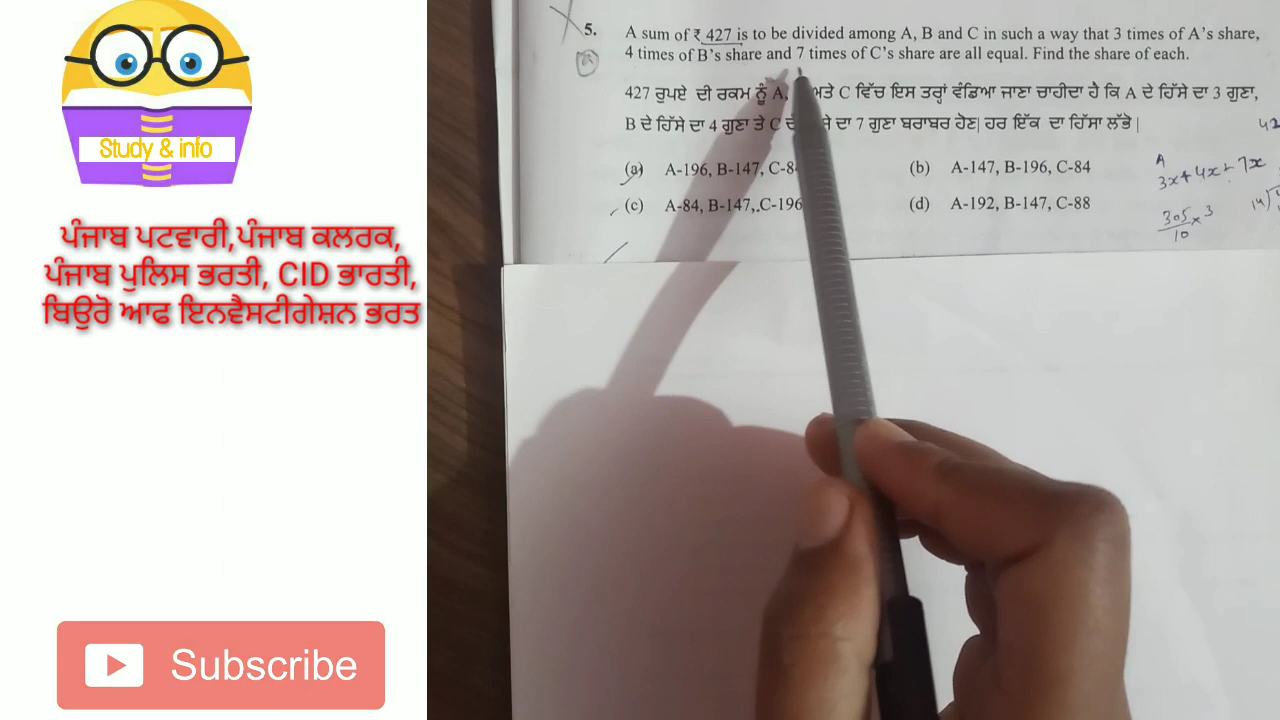 Study & info
ਪੰਜਾਬ ਪਟਵਾਰੀ,ਪੰਜਾਬ ਕਲਰਕ,
ਪੰਜਾਬ ਪੁਲਿਸ ਭਰਤੀ, CID ਭਾਰਤੀ,
ਬਿਉਰੋ ਆਫ ਇਨਵੈਸਟੀਗੇਸ਼ਨ ਭਰਤ
Subscribe
5. A sum of ₹ 427 is to be divided among A, B and C in such a way that 3 times of A's share,
4 times of B's share and 7 times of C's share are all equal. Find the share of each.
427 ਰੁਪਏ ਦੀ ਰਕਮ ਨੂੰ A, ਅਤੇ C ਵਿੱਚ ਇਸ ਤਰ੍ਹਾਂ ਵੰਡਿਆ ਜਾਣਾ ਚਾਹੀਦਾ ਹੈ ਕਿ A ਦੇ ਹਿੱਸੇ ਦਾ 3 ਗੁਣਾ,
B ਦੇ ਹਿੱਸੇ ਦਾ 4 ਗੁਣਾ ਤੇ C ਦਾ 7 ਗੁਣਾ ਬਰਾਬਰ ਹੋਣ| ਹਰ ਇੱਕ ਦਾ ਹਿੱਸਾ ਲੱਭੋ |
(a) A-196, B-147, C-84
(b) A-147, B-196, C-84
(c) A-84, B-147, C-196
(d) A-192, B-147, C-88
A
3x+4x+7x
305 x 3
10